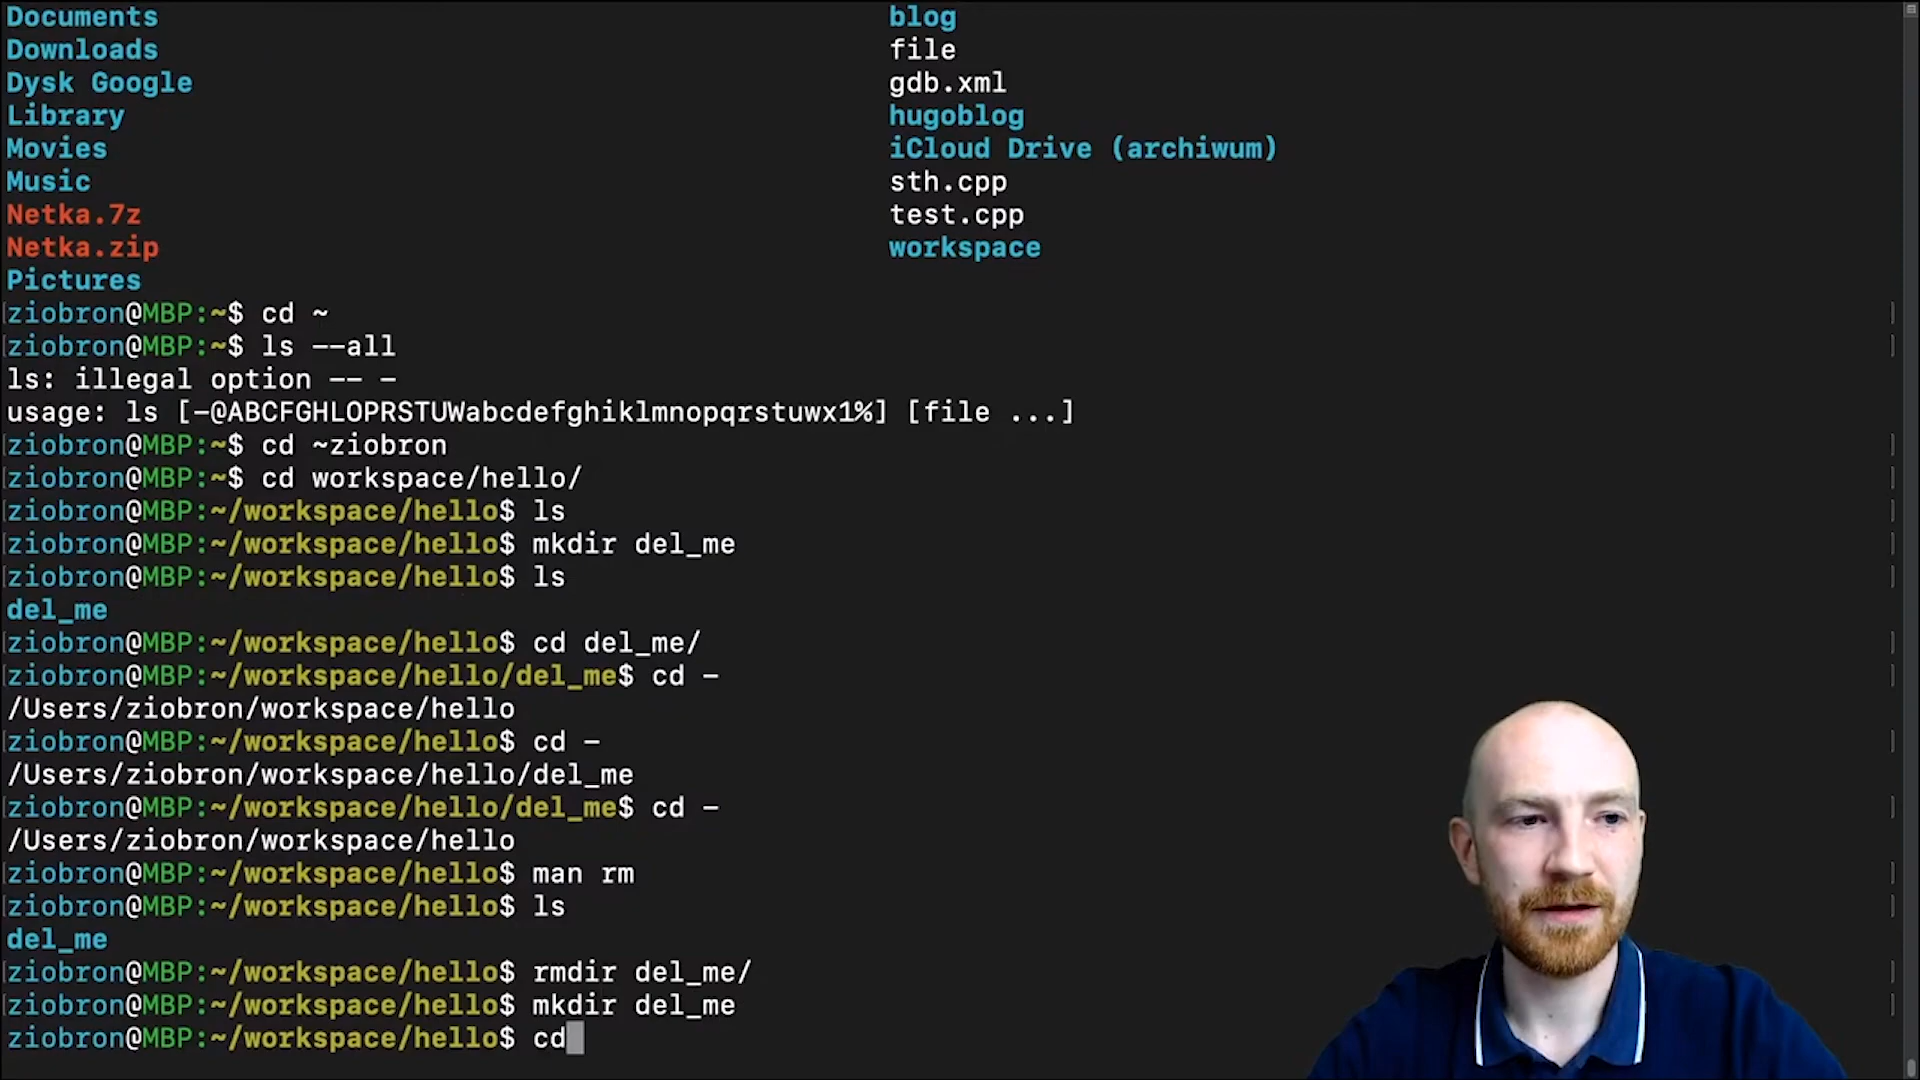 Documents blog
Downloads file
Dysk Google gdb.xml
Library hugoblog
Movies iCloud Drive (archiwum)
Music sth.cpp
Netka.7z test.cpp
Netka.zip workspace
Pictures
ziobron@MBP:~$ cd ~
ziobron@MBP:~$ ls --all
ls: illegal option -- -
usage: ls [-@ABCFGHLOPRSTUWabcdefghiklmnopqrstuwx1%] [file ...]
ziobron@MBP:~$ cd ~ziobron
ziobron@MBP:~$ cd workspace/hello/
ziobron@MBP:~/workspace/hello$ ls
ziobron@MBP:~/workspace/hello$ mkdir del_me
ziobron@MBP:~/workspace/hello$ ls
del_me
ziobron@MBP:~/workspace/hello$ cd del_me/
ziobron@MBP:~/workspace/hello/del_me$ cd -
/Users/ziobron/workspace/hello
ziobron@MBP:~/workspace/hello$ cd -
/Users/ziobron/workspace/hello/del_me
ziobron@MBP:~/workspace/hello/del_me$ cd -
/Users/ziobron/workspace/hello
ziobron@MBP:~/workspace/hello$ man rm
ziobron@MBP:~/workspace/hello$ ls
del_me
ziobron@MBP:~/workspace/hello$ rmdir del_me/
ziobron@MBP:~/workspace/hello$ mkdir del_me
ziobron@MBP:~/workspace/hello$ cd